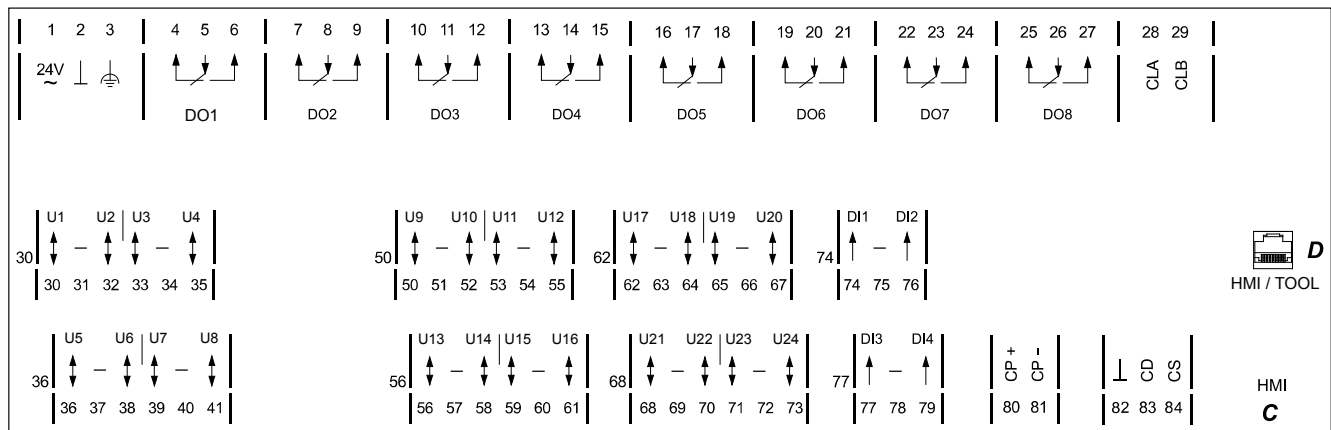 1 2 3 4 5 6 7 8 9 10 11 12 13 14 15 16 17 18 19 20 21 22 23 24 25 26 27 28 29
24V
~
CLA CLB
DO1 DO2 DO3 DO4 DO5 DO6 DO7 DO8
U1 U2 U3 U4 U9 U10 U11 U12 U17 U18 U19 U20 DI1 DI2
30 – – 50 – – 62 – – 74 – D
30 31 32 33 34 35 50 51 52 53 54 55 62 63 64 65 66 67 74 75 76 HMI / TOOL
U5 U6 U7 U8 U13 U14 U15 U16 U21 U22 U23 U24 DI3 DI4
36 – – 56 – – 68 – – 77 – CP + CP - CD CS HMI
36 37 38 39 40 41 56 57 58 59 60 61 68 69 70 71 72 73 77 78 79 80 81 82 83 84 C